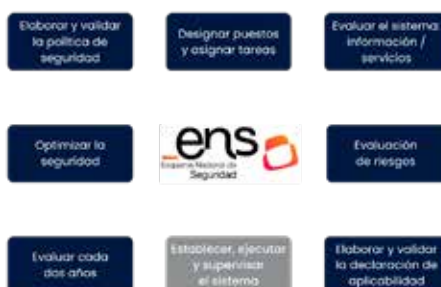 Elaborar y validar
la política de
seguridad
Designar puestos
y asignar tareas
Evaluar el sistema
información /
servicios
Optimizar la
seguridad
_ens
Esquema Nacional de
Seguridad
Evaluación
de riesgos
Evaluar cada
dos años
Establecer, ejecutar
y supervisar
el sistema
Elaborar y validar
la declaración de
aplicabilidad